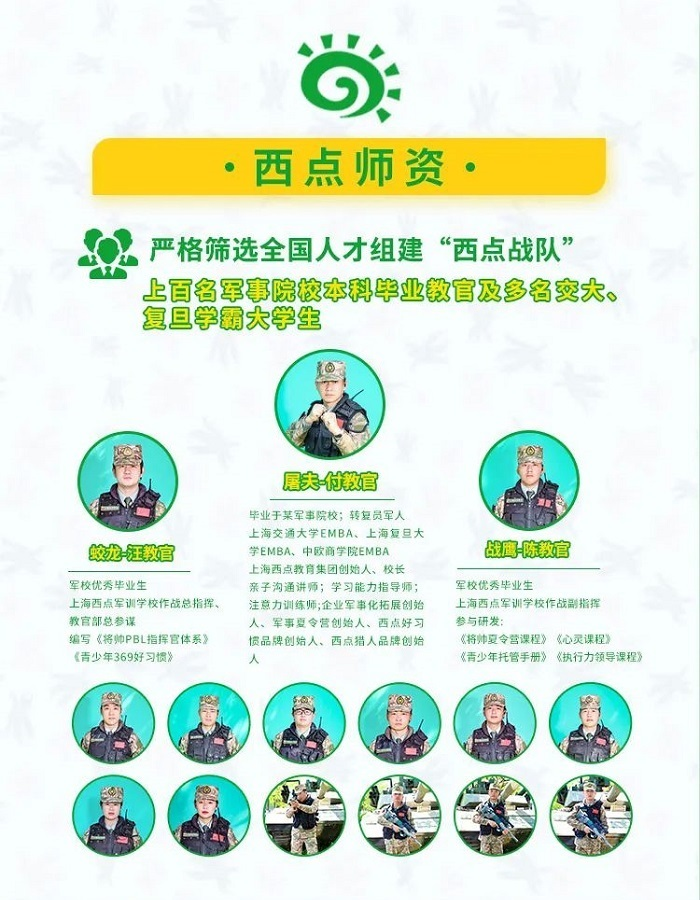 ·西点师资·
严格筛选全国人才组建“西点战队”
上百名军事院校本科毕业教官及多名交大、
复旦学霸大学生
屠夫-付教官
毕业于某军事院校；转复员军人
上海交通大学EMBA、上海复旦大
学EMBA、中欧商学院EMBA
上海西点教育集团创始人、校长
亲子沟通讲师；学习能力指导师；
注意力训练师;企业军事化拓展创始
人、军事夏令营创始人、西点好习
惯品牌创始人、西点猎人品牌创始
人
蛟龙-汪教官
军校优秀毕业生
上海西点军训学校作战总指挥、
教官部总参谋
编写《将帅PBL指挥官体系》
《青少年369好习惯》
战鹰-陈教官
军校优秀毕业生
上海西点军训学校作战副指挥
参与研发:
《将帅夏令营课程》《心灵课程》
《青少年托管手册》《执行力领导课程》